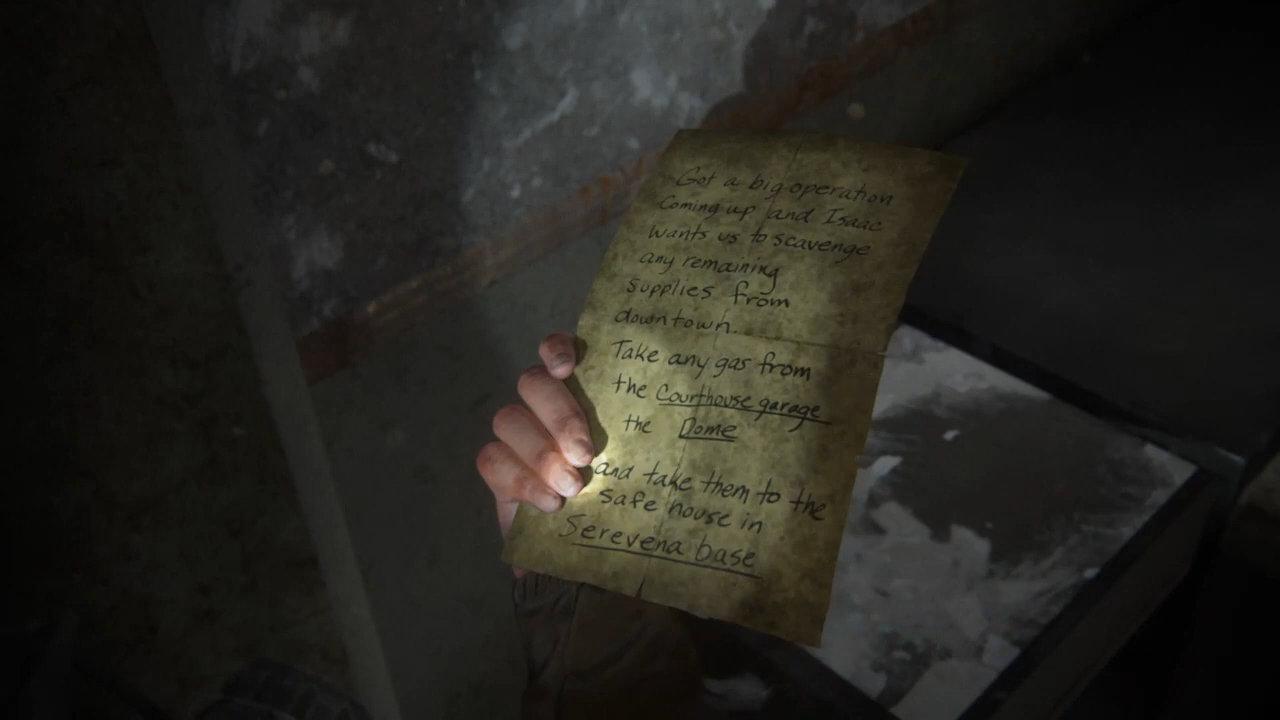 Got a big operation
Coming up and Isaac
wants us to scavenge
any remaining
supplies from
downtown.
Take any gas from
the Courthouse garage
the Dome
and take them to the
safe house in
Serevena base